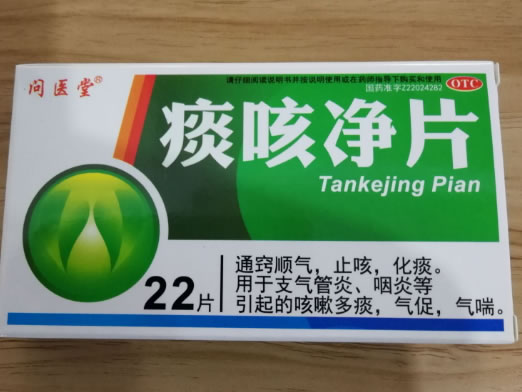 问医堂®
请仔细阅读说明书并按说明使用或在药师指导下购买和使用
国药准字Z22024282
OTC
痰咳净片
Tankejing Pian
22片
通窍顺气，止咳，化痰。
用于支气管炎、咽炎等
引起的咳嗽多痰，气促，气喘。